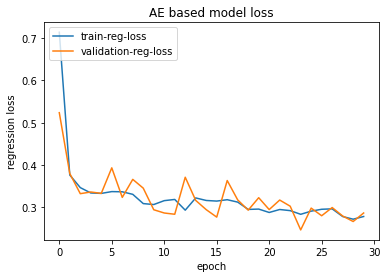 AE based model loss
train-reg-loss
validation-reg-loss
regression loss
0.7
0.6
0.5
0.4
0.3
0
5
10
15
20
25
30
epoch